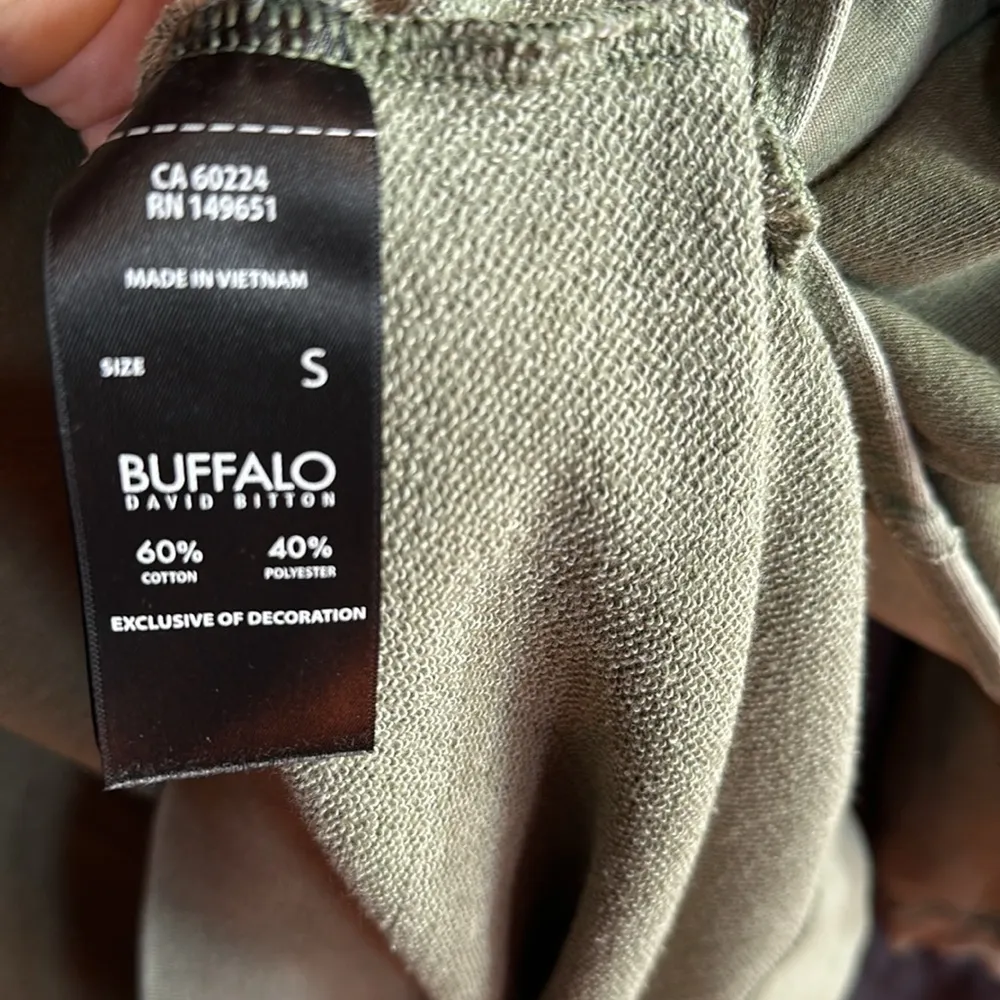 CA 60224
RN 149651
MADE IN VIETNAM
SIZE S
BUFFALO
DAVID BITTON
60% 40%
COTTON POLYESTER
EXCLUSIVE OF DECORATION